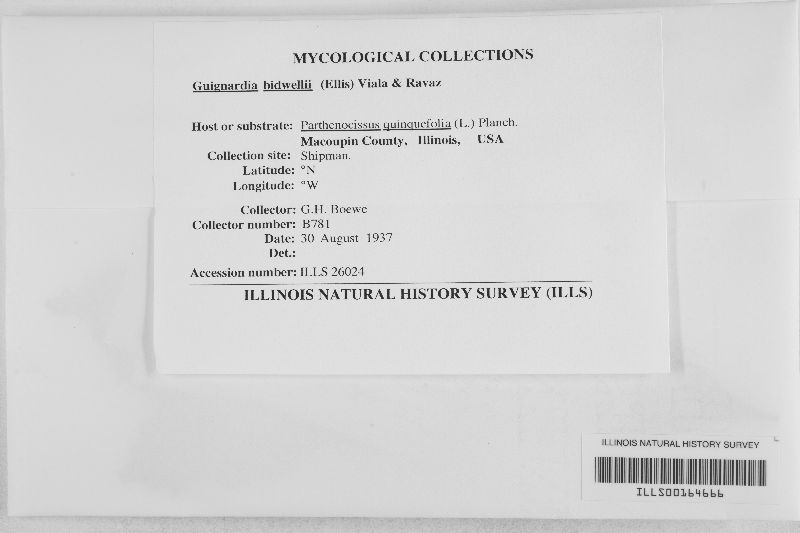 MYCOLOGICAL COLLECTIONS
Guignardia bidwellii (Ellis) Viala & Ravaz
Host or substrate: Parthenocissus quinquefolia (L.) Planch.
Macoupin County, Illinois, USA
Collection site: Shipman.
Latitude: °N
Longitude: °W
Collector: G.H. Boewe
Collector number: B781
Date: 30 August 1937
Det.:
Accession number: ILLS 26024
ILLINOIS NATURAL HISTORY SURVEY (ILLS)
ILLINOIS NATURAL HISTORY SURVEY
ILLS00164666